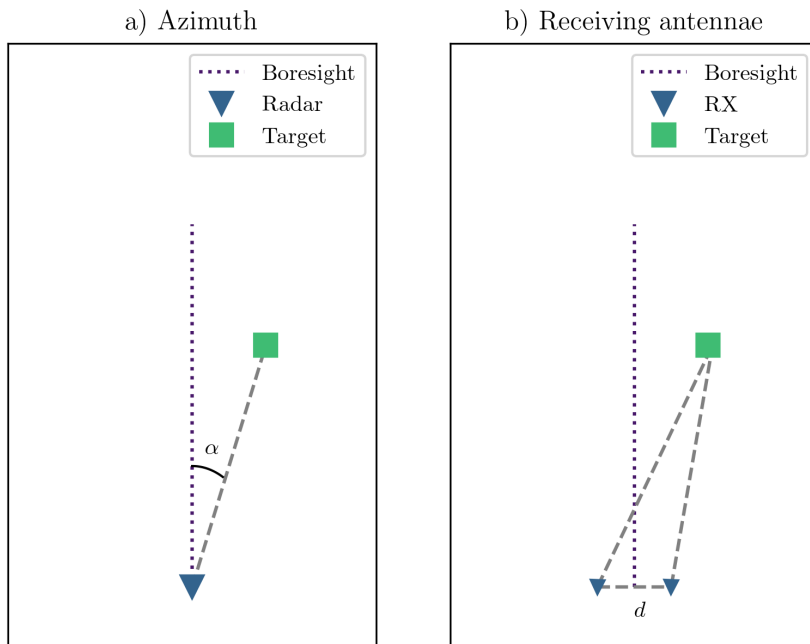 a) Azimuth
Boresight
Radar
Target
α
b) Receiving antennae
Boresight
RX
Target
d